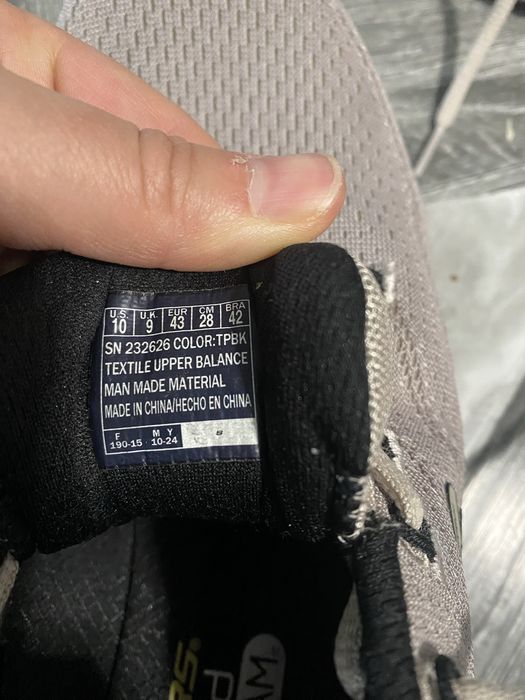 U.S U.K EUR CM BRA
10 9 43 28 42
SN 232626 COLOR:TPBK
TEXTILE UPPER BALANCE
MAN MADE MATERIAL
MADE IN CHINA/HECHO EN CHINA
F M Y
190-15 10-24